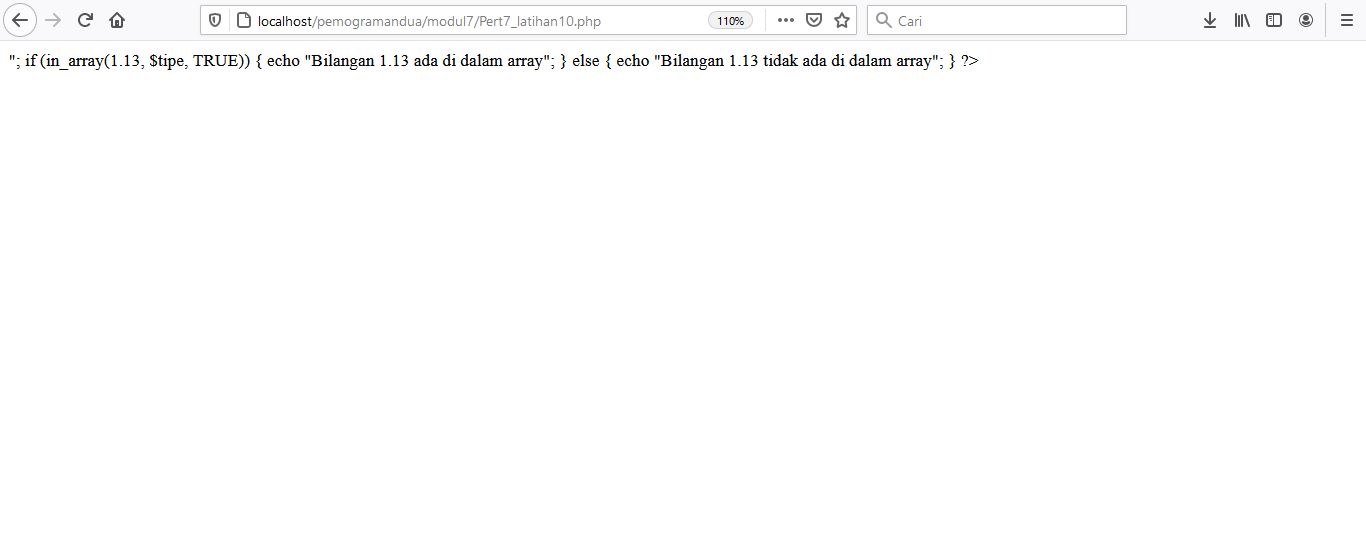 localhost/pemogramandua/modul7/Pert7_latihan10.php
110%
Cari
"; if (in_array(1.13, $tipe, TRUE)) { echo "Bilangan 1.13 ada di dalam array"; } else { echo "Bilangan 1.13 tidak ada di dalam array"; } ?>